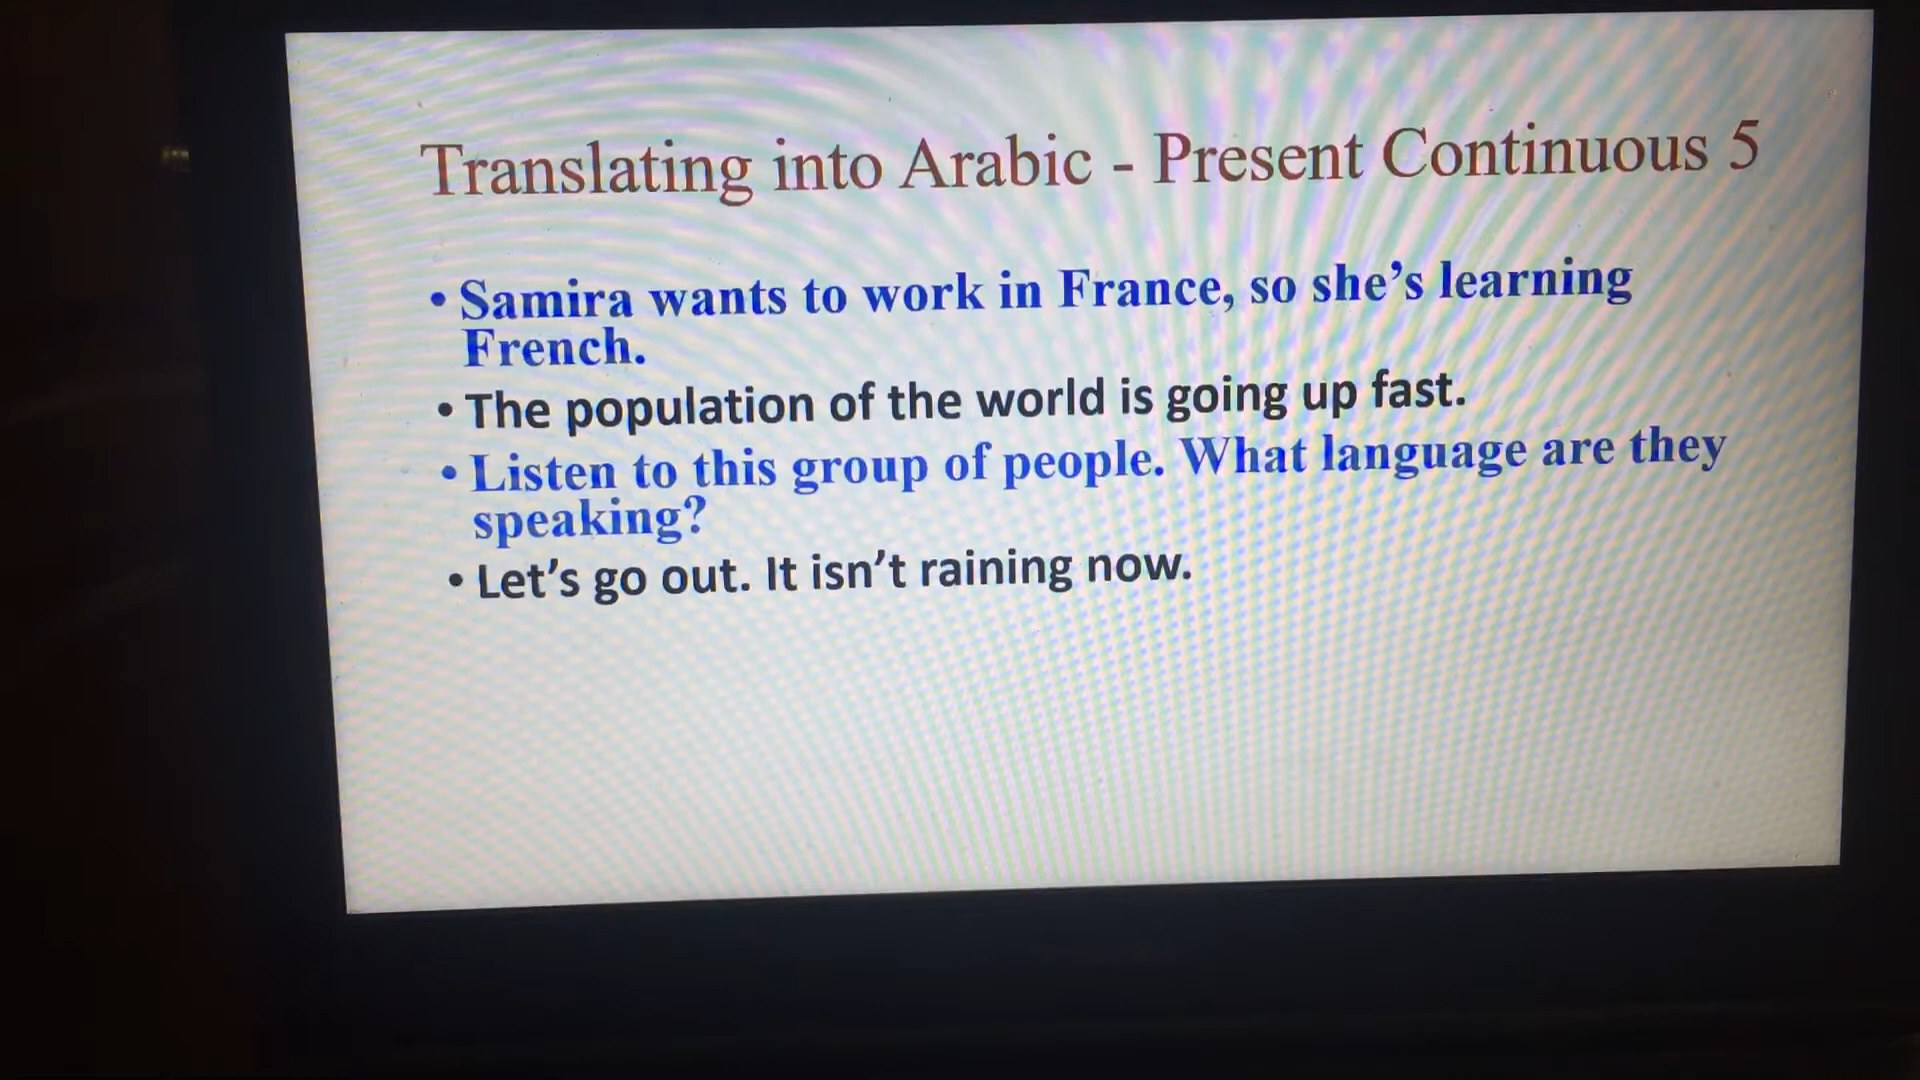 Translating into Arabic - Present Continuous 5
• Samira wants to work in France, so she’s learning
French.
• The population of the world is going up fast.
• Listen to this group of people. What language are they
speaking?
• Let’s go out. It isn’t raining now.